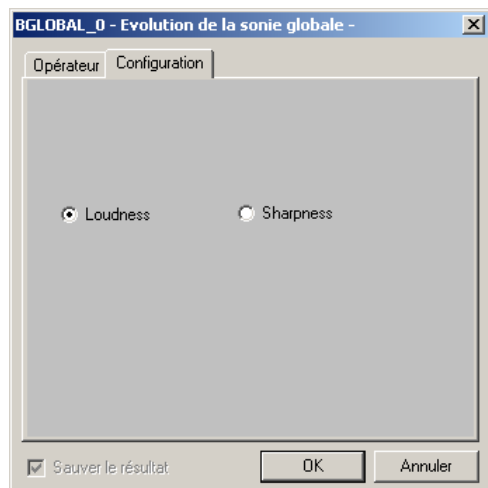 BGLOBAL_0 - Evolution de la sonie globale -
Opérateur Configuration
Loudness Sharpness
Sauver le résultat OK Annuler